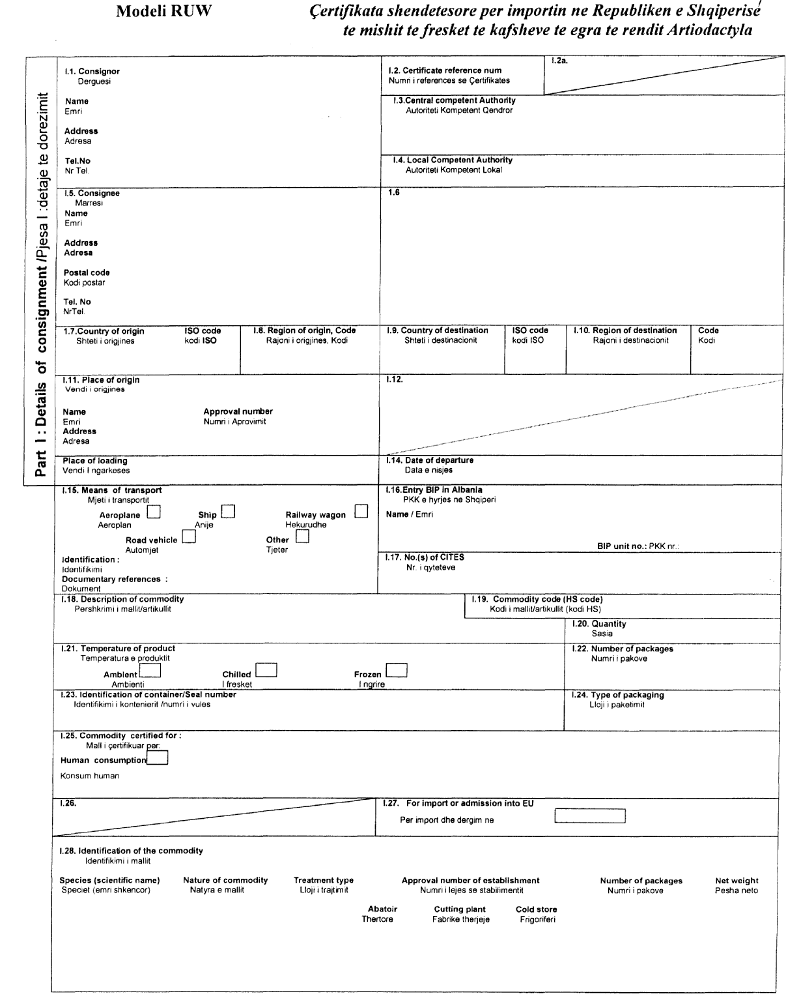 Modeli RUW
Çertifikata shendetesore per importin ne Republiken e Shqiperisë
te mishit te fresket te kafsheve te egra te rendit Artiodactyla
Part I : Details of consignment /Pjesa I :detaje te dorezimit
I.1. Consignor
Derguesi
Name
Emri
Address
Adresa
Tel.No
Nr Tel.
I.2. Certificate reference num
Numri i references se Çertifikates
I.2a.
I.3.Central competent Authority
Autoriteti Kompetent Qendror
I.4. Local Competent Authority
Autoriteti Kompetent Lokal
I.5. Consignee
Marresi
Name
Emri
Address
Adresa
Postal code
Kodi postar
Tel. No
NrTel.
1.6
1.7.Country of origin
Shteti i origjines
ISO code
kodi ISO
I.8. Region of origin, Code
Rajoni i origjines, Kodi
I.9. Country of destination
Shteti i destinacionit
ISO code
kodi ISO
I.10. Region of destination
Rajoni i destinacionit
Code
Kodi
I.11. Place of origin
Vendi i origjines
Name
Emri
Approval number
Numri i Aprovimit
Address
Adresa
I.12.
Place of loading
Vendi I ngarkeses
I.14. Date of departure
Data e nisjes
I.15. Means of transport
Mjeti i transportit
Aeroplane
Aeroplan
Ship
Anije
Railway wagon
Hekurudhe
Road vehicle
Automjet
Other
Tjeter
Identification :
Identifikimi
Documentary references :
Dokument
I.16.Entry BIP in Albania
PKK e hyrjes ne Shqiperi
Name / Emri
BIP unit no.: PKK nr.:
I.17. No.(s) of CITES
Nr. i qyteteve
I.18. Description of commodity
Pershkrimi i mallit/artikullit
I.19. Commodity code (HS code)
Kodi i mallit/artikullit (kodi HS)
I.20. Quantity
Sasia
I.21. Temperature of product
Temperatura e produktit
Ambient
Ambienti
Chilled
I fresket
Frozen
I ngrire
I.22. Number of packages
Numri i pakove
I.23. Identification of container/Seal number
Identifikimi i kontenierit /numri i vules
I.24. Type of packaging
Lloji i paketimit
I.25. Commodity certified for :
Mall i çertifikuar per:
Human consumption
Konsum human
I.26.
I.27. For import or admission into EU
Per import dhe dergim ne
I.28. Identification of the commodity
Identifikimi i mallit
Species (scientific name)
Speciet (emri shkencor)
Nature of commodity
Natyra e mallit
Treatment type
Lloji i trajtimit
Approval number of establishment
Numri i lejes se stabilimentit
Number of packages
Numri i pakove
Net weight
Pesha neto
Abatoir
Thertore
Cutting plant
Fabrike therjeje
Cold store
Frigoriferi